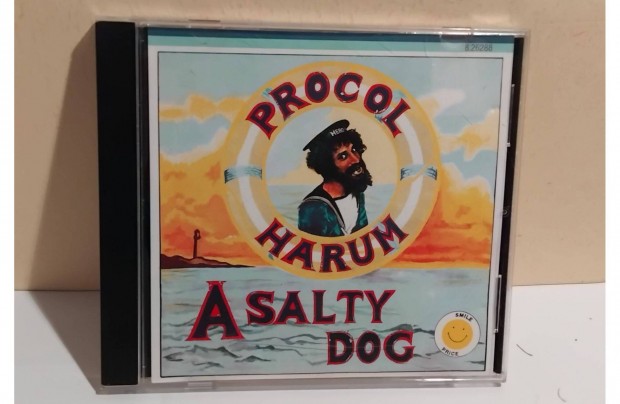 PROCOL
HARUM
A SALTY
DOG
SMILE
PRICE